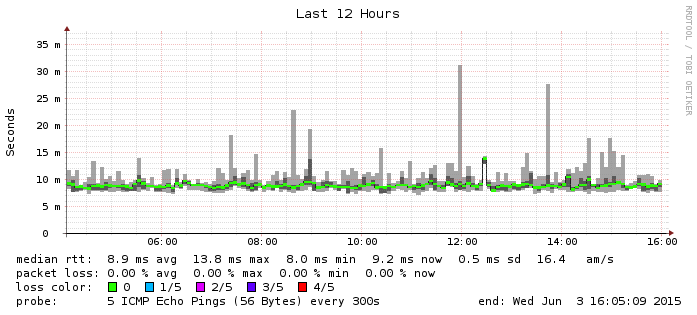 Last 12 Hours
RRDTOOL / TOBI OETIKER
Seconds
35 m
30 m
25 m
20 m
15 m
10 m
5 m
0
06:00 08:00 10:00 12:00 14:00 16:00
median rtt: 8.9 ms avg 13.8 ms max 8.0 ms min 9.2 ms now 0.5 ms sd 16.4 am/s
packet loss: 0.00 % avg 0.00 % max 0.00 % min 0.00 % now
loss color: 0 1/5 2/5 3/5 4/5
probe: 5 ICMP Echo Pings (56 Bytes) every 300s end: Wed Jun 3 16:05:09 2015